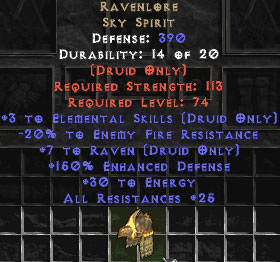 Ravenlore
Sky Spirit
Defense: 390
Durability: 14 of 20
(Druid Only)
Required Strength: 113
Required Level: 74
+3 to Elemental Skills (Druid Only)
-20% to Enemy Fire Resistance
+7 to Raven (Druid Only)
+150% Enhanced Defense
+30 to Energy
All Resistances +25